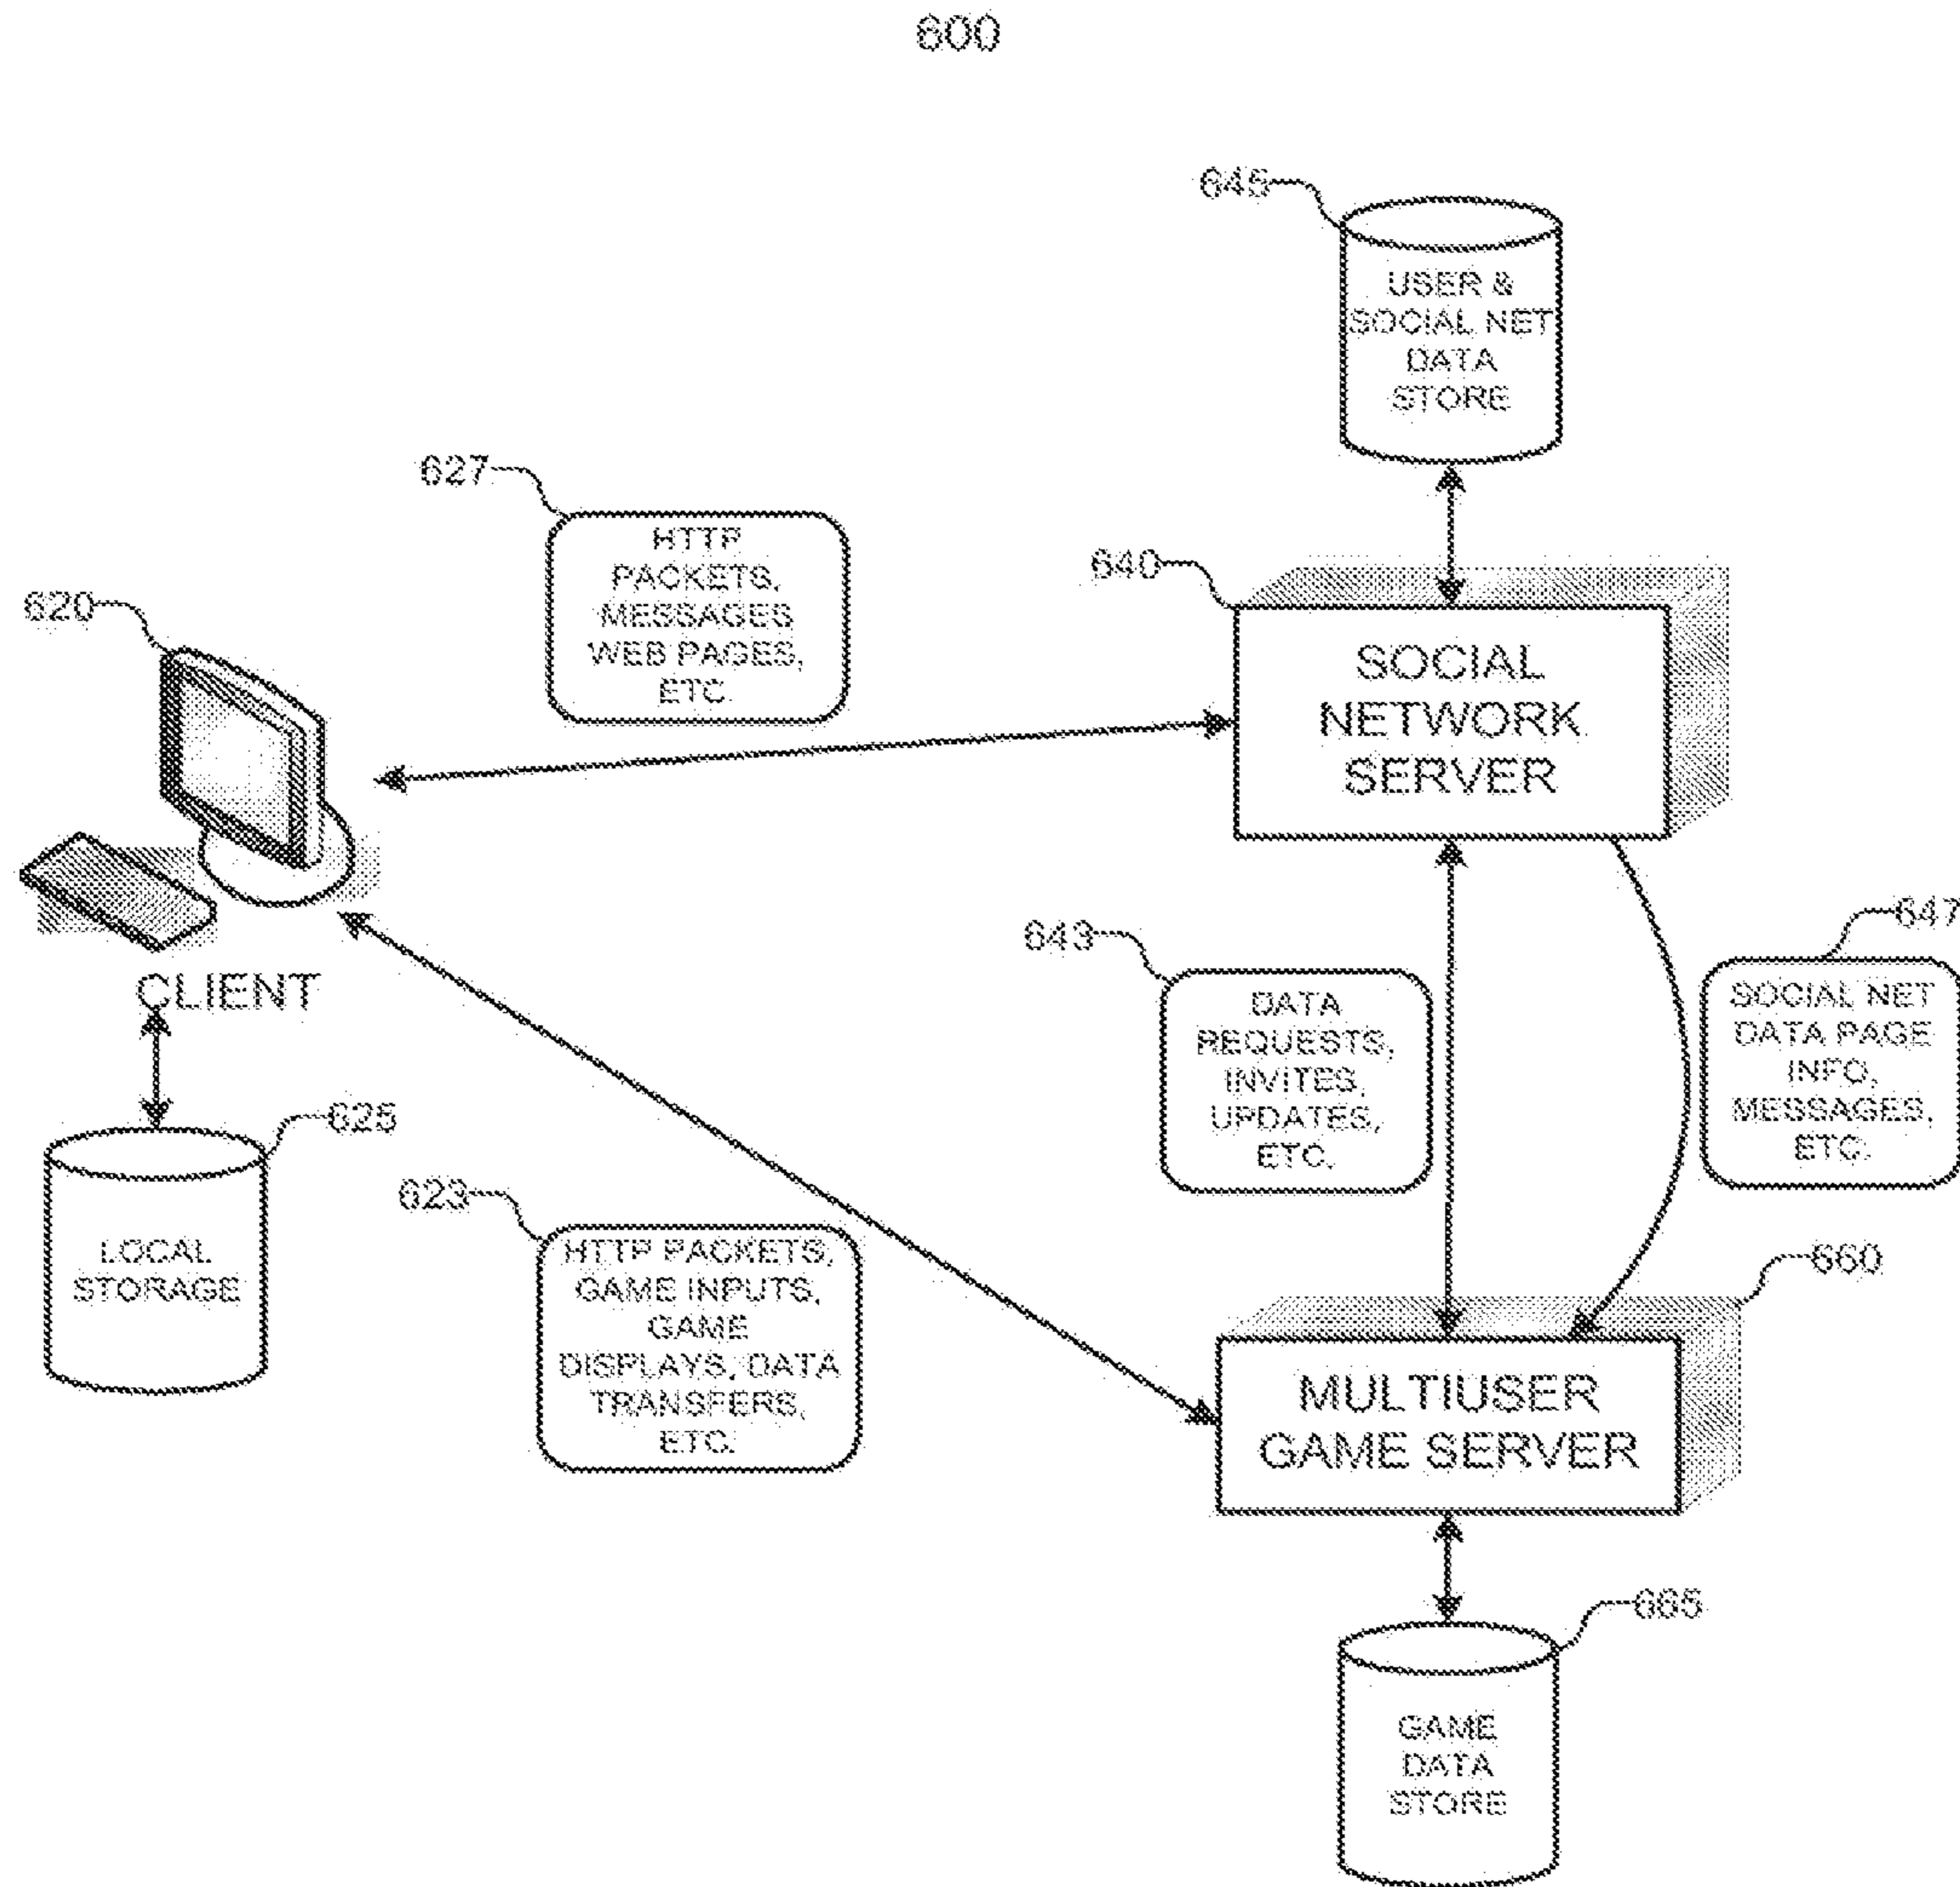 600
645
USER &
SOCIAL NET
DATA
STORE
627
HTTP
PACKETS,
MESSAGES
WEB PAGES,
ETC.
640
SOCIAL
NETWORK
SERVER
620
CLIENT
643
DATA
REQUESTS,
INVITES,
UPDATES,
ETC.
647
SOCIAL NET
DATA PAGE
INFO,
MESSAGES,
ETC.
625
LOCAL
STORAGE
623
HTTP PACKETS,
GAME INPUTS,
GAME
DISPLAYS, DATA
TRANSFERS,
ETC.
660
MULTIUSER
GAME SERVER
665
GAME
DATA
STORE